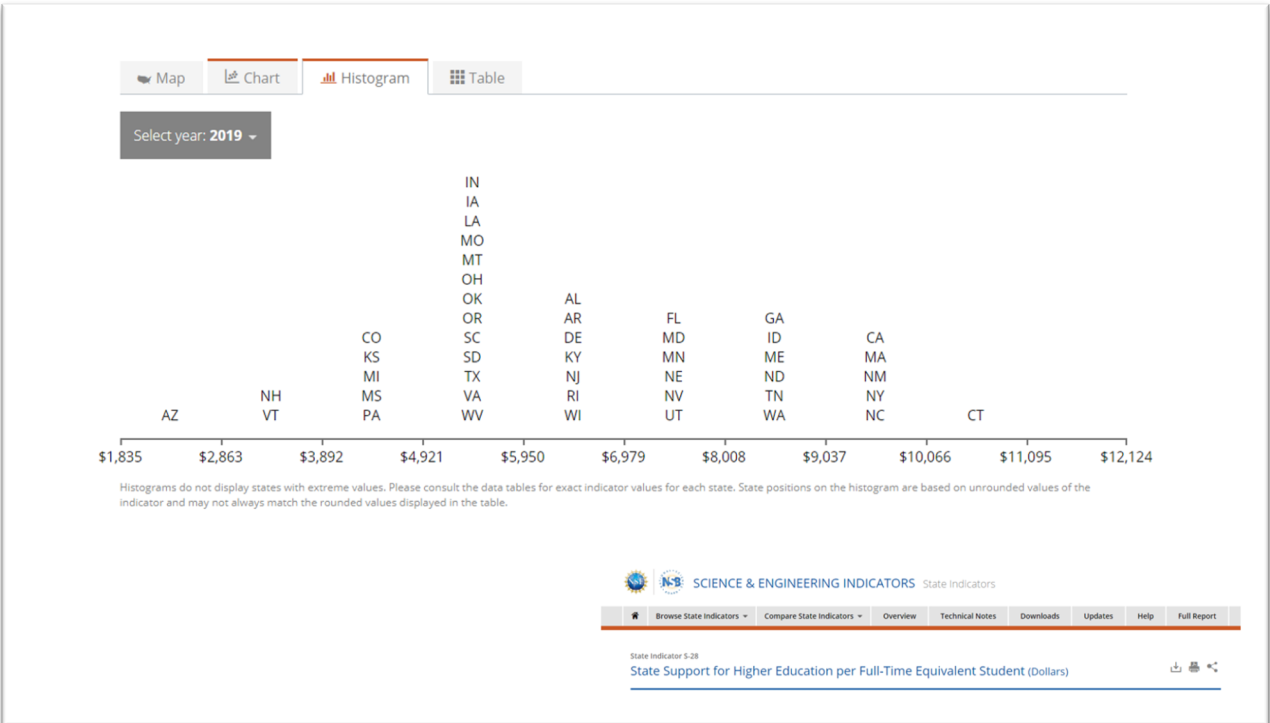 Map Chart Histogram Table
Select year: 2019
IN
IA
LA
MO
MT
OH
OK AL
OR AR FL GA
CO SC DE MD ID CA
KS SD KY MN ME MA
MI TX NJ NE ND NM
NH MS VA RI NV TN NY
AZ VT PA WV WI UT WA NC CT
$1,835 $2,863 $3,892 $4,921 $5,950 $6,979 $8,008 $9,037 $10,066 $11,095 $12,124
Histograms do not display states with extreme values. Please consult the data tables for exact indicator values for each state. State positions on the histogram are based on unrounded values of the
indicator and may not always match the rounded values displayed in the table.
NSF NSB SCIENCE & ENGINEERING INDICATORS State Indicators
Browse State Indicators Compare State Indicators Overview Technical Notes Downloads Updates Help Full Report
State Indicator S-28
State Support for Higher Education per Full-Time Equivalent Student (Dollars)